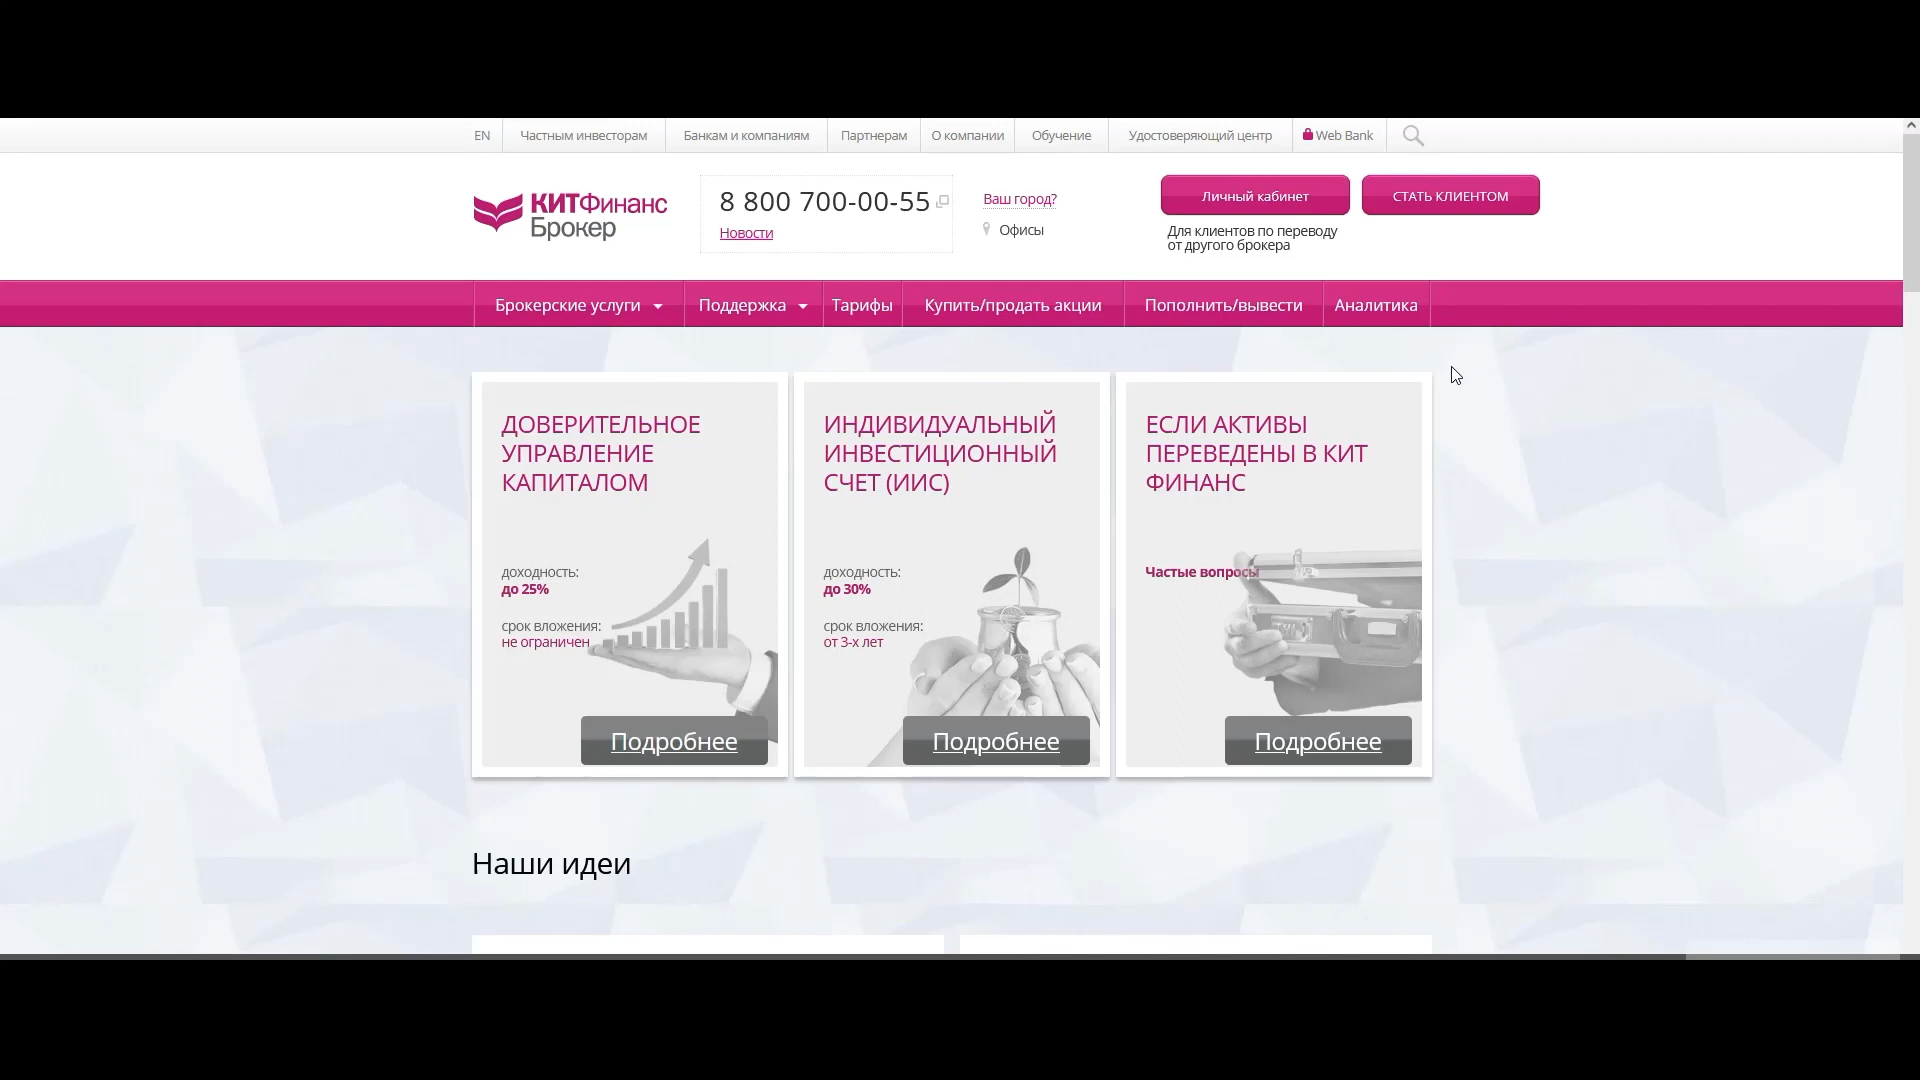 EN
Частным инвесторам
Банкам и компаниям
Партнерам
О компании
Обучение
Удостоверяющий центр
Web Bank
КИТФинанс
Брокер
8 800 700-00-55
Новости
Ваш город?
Офисы
Личный кабинет
СТАТЬ КЛИЕНТОМ
Для клиентов по переводу
от другого брокера
Брокерские услуги
Поддержка
Тарифы
Купить/продать акции
Пополнить/вывести
Аналитика
ДОВЕРИТЕЛЬНОЕ
УПРАВЛЕНИЕ
КАПИТАЛОМ
доходность:
до 25%
срок вложения:
не ограничен
Подробнее
ИНДИВИДУАЛЬНЫЙ
ИНВЕСТИЦИОННЫЙ
СЧЕТ (ИИС)
доходность:
до 30%
срок вложения:
от 3-х лет
Подробнее
ЕСЛИ АКТИВЫ
ПЕРЕВЕДЕНЫ В КИТ
ФИНАНС
Частые вопросы
Подробнее
Наши идеи